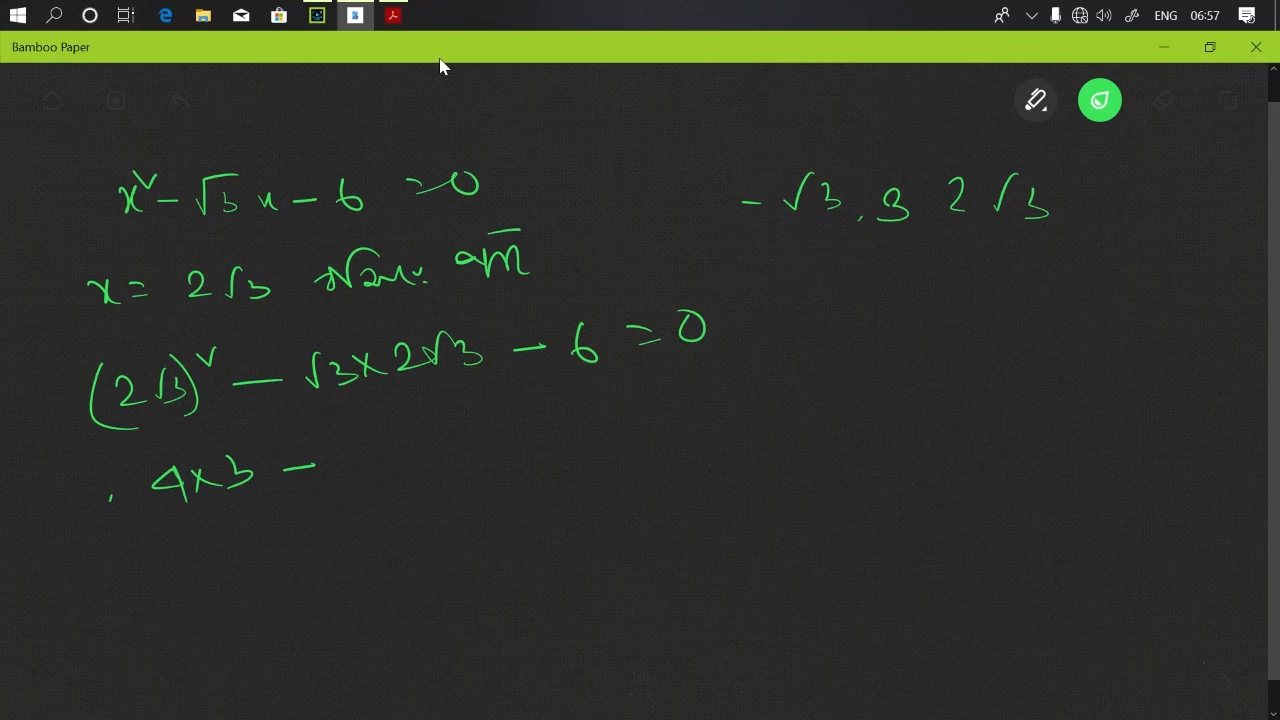 ENG 06:57
Bamboo Paper
x² - √3 x - 6 = 0
- √3, 3 2√3
x = 2√3
(2√3)² - √3 × 2√3 - 6 = 0
4 × 3 -